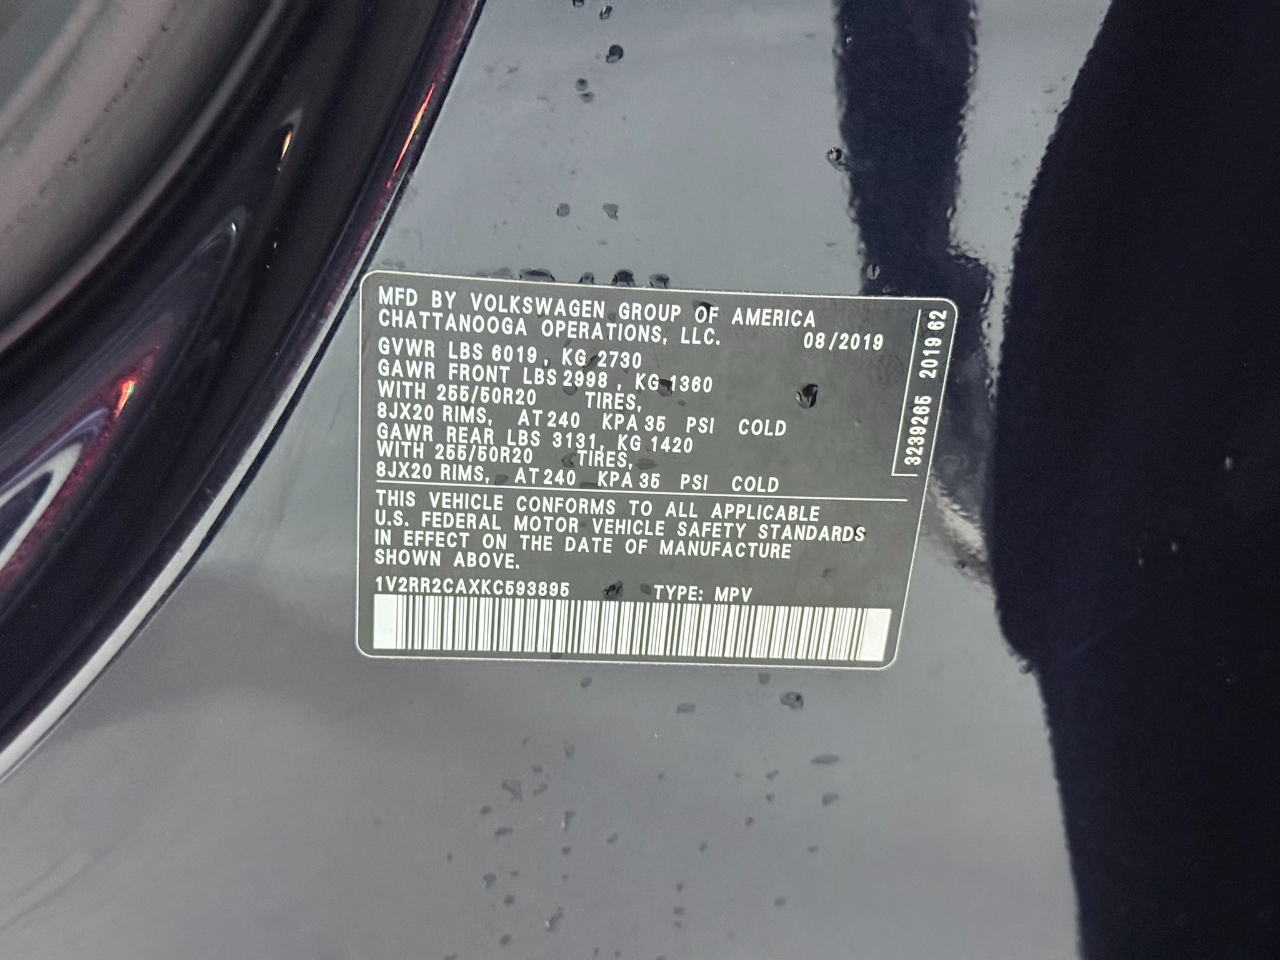 MFD BY VOLKSWAGEN GROUP OF AMERICA
CHATTANOOGA OPERATIONS, LLC. 08/2019
GVWR LBS 6019, KG 2730
GAWR FRONT LBS 2998, KG 1360
WITH 255/50R20 TIRES,
8JX20 RIMS, AT 240 KPA 35 PSI COLD
GAWR REAR LBS 3131, KG 1420
WITH 255/50R20 TIRES,
8JX20 RIMS, AT 240 KPA 35 PSI COLD
THIS VEHICLE CONFORMS TO ALL APPLICABLE
U.S. FEDERAL MOTOR VEHICLE SAFETY STANDARDS
IN EFFECT ON THE DATE OF MANUFACTURE
SHOWN ABOVE.
1V2RR2CAXKC593895 TYPE: MPV
3239265 2019 62